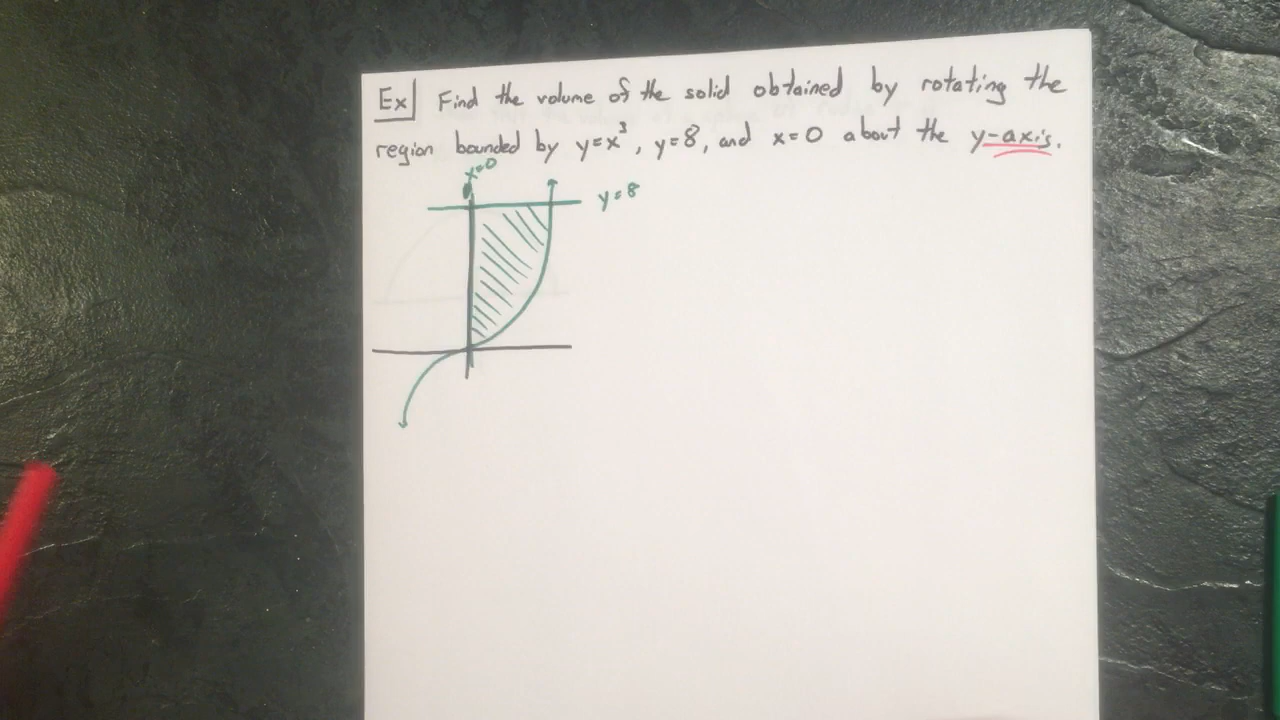 Ex Find the volume of the solid obtained by rotating the
region bounded by y=x³, y=8, and x=0 about the y-axis.
x=0
y=8